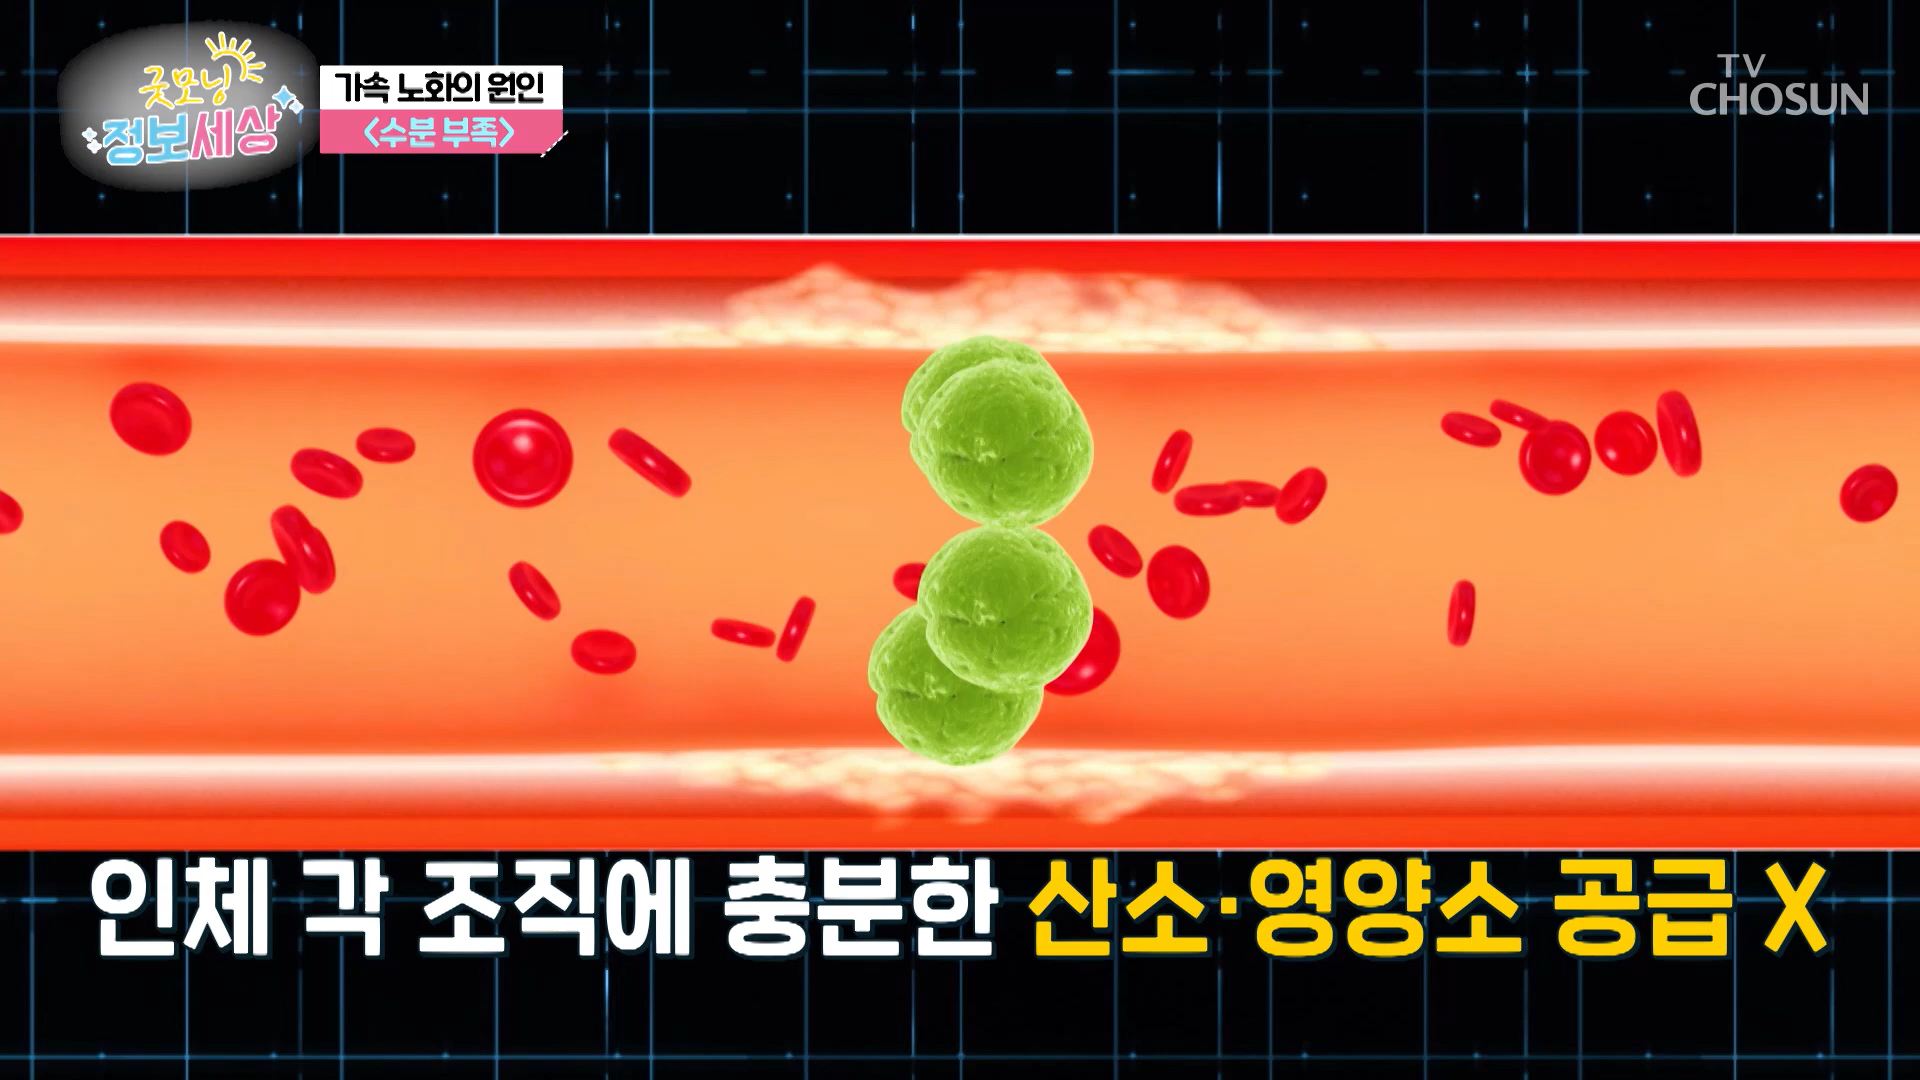 굿모닝
정보세상
가속 노화의 원인
<수분 부족>
TV
CHOSUN
인체 각 조직에 충분한 산소·영양소 공급 X